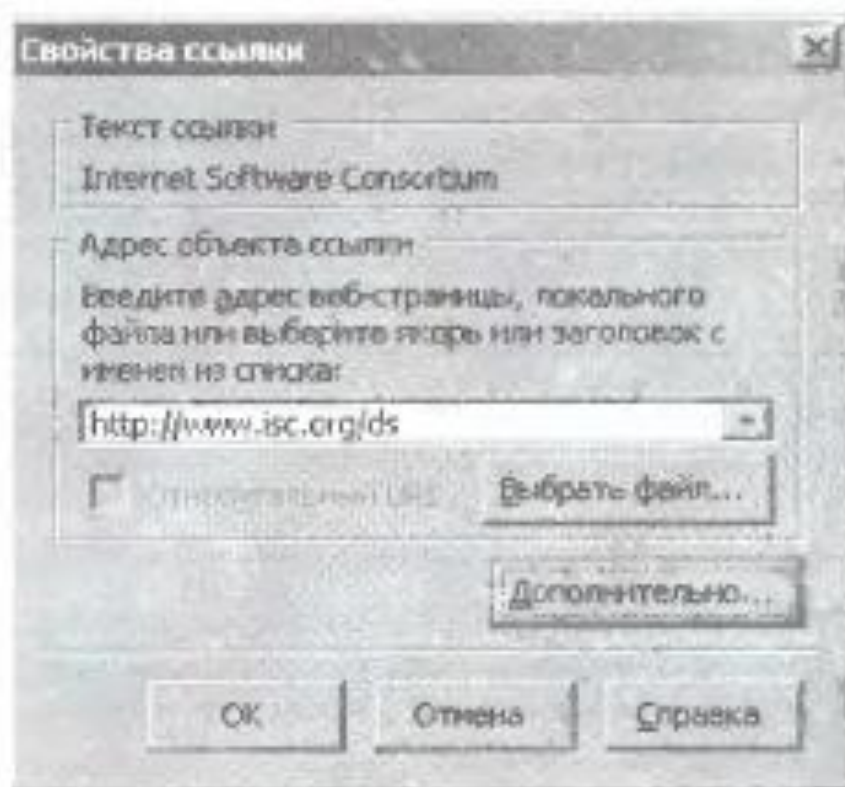 Свойства ссылки
Текст ссылки
Internet Software Consortium
Адрес объекта ссылки
Введите адрес веб-страницы, локального
файла или выберите якорь или заголовок с
именем из списка:
http://www.isc.org/ds
URL
Выбрать файл...
Дополнительно...
OK
Отмена
Справка